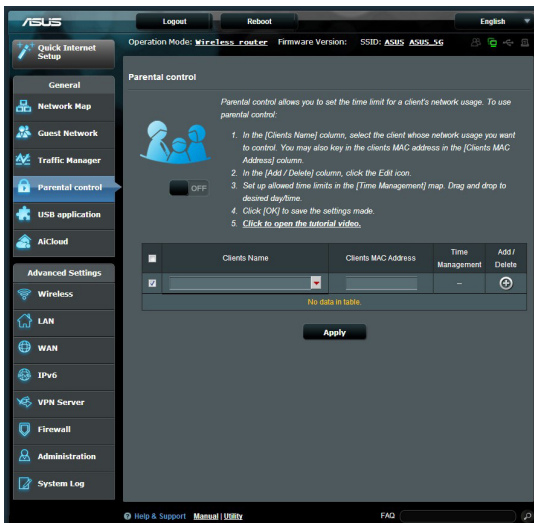 ASUS
Logout
Reboot
English
Quick Internet
Setup
Operation Mode: Wireless router Firmware Version: SSID: ASUS ASUS_5G
General
Network Map
Guest Network
Traffic Manager
Parental control
USB application
AiCloud
Advanced Settings
Wireless
LAN
WAN
IPv6
VPN Server
Firewall
Administration
System Log
Parental control
Parental control allows you to set the time limit for a client's network usage. To use
parental control:
1. In the [Clients Name] column, select the client whose network usage you want
to control. You may also key in the clients MAC address in the [Clients MAC
Address] column.
2. In the [Add / Delete] column, click the Edit icon.
3. Set up allowed time limits in the [Time Management] map. Drag and drop to
desired day/time.
4. Click [OK] to save the settings made.
5. Click to open the tutorial video.
OFF
Clients Name Clients MAC Address Time Management Add / Delete
--
No data in table.
Apply
Help & Support Manual | Utility FAQ